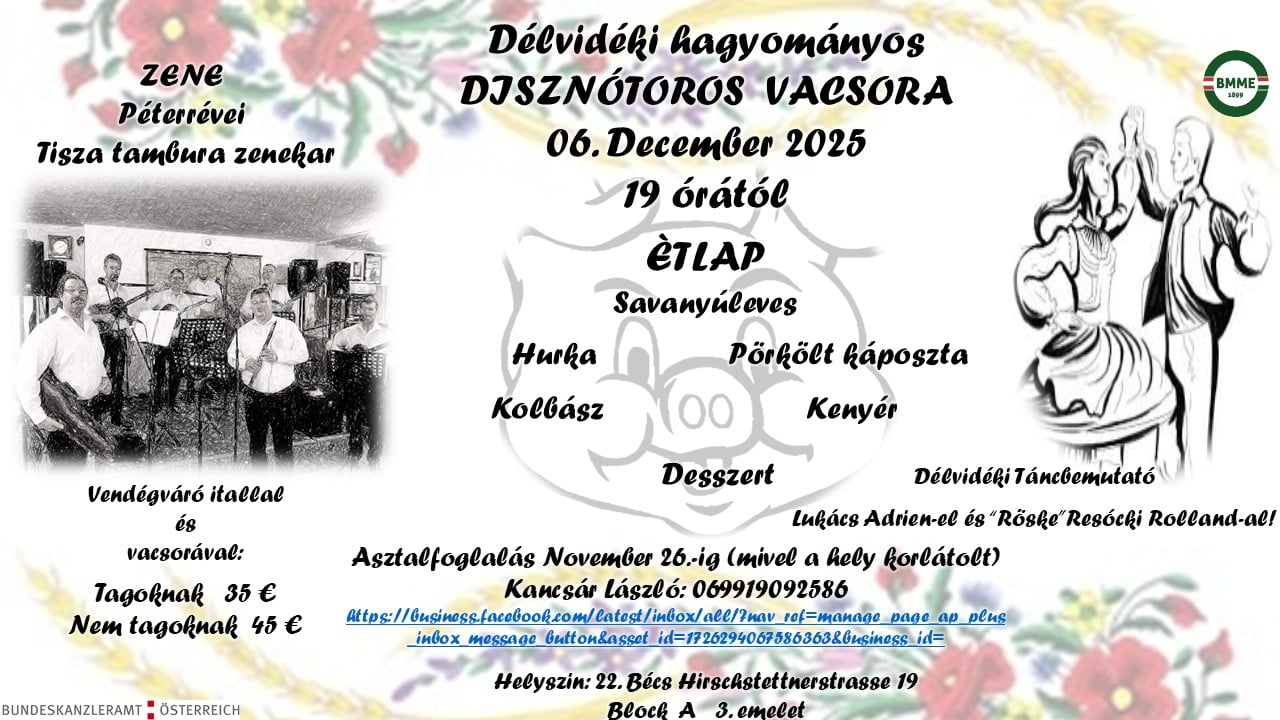 Délvidéki hagyományos
DISZNÓTOROS VACSORA
06. December 2025
19 órától
BMME
1899
ZENE
Péterrévei
Tisza tambura zenekar
ÈTLAP
Savanyúleves
Hurka
Pörkölt káposzta
Kolbász
Kenyér
Desszert
Délvidéki Táncbemutató
Lukács Adrien-el és “Röske” Resócki Rolland-al!
Vendégváró itallal
és
vacsorával:
Tagoknak 35 €
Nem tagoknak 45 €
Asztalfoglalás November 26.-ig (mivel a hely korlátolt)
Kancsár László: 069919092586
https://business.facebook.com/latest/inbox/all/?nav_ref=manage_page_ap_plus
_inbox_message_button&asset_id=1726294067586363&business_id=
Helyszin: 22. Bécs Hirschstettnerstrasse 19
Block A 3. emelet
BUNDESKANZLERAMT ÖSTERREICH